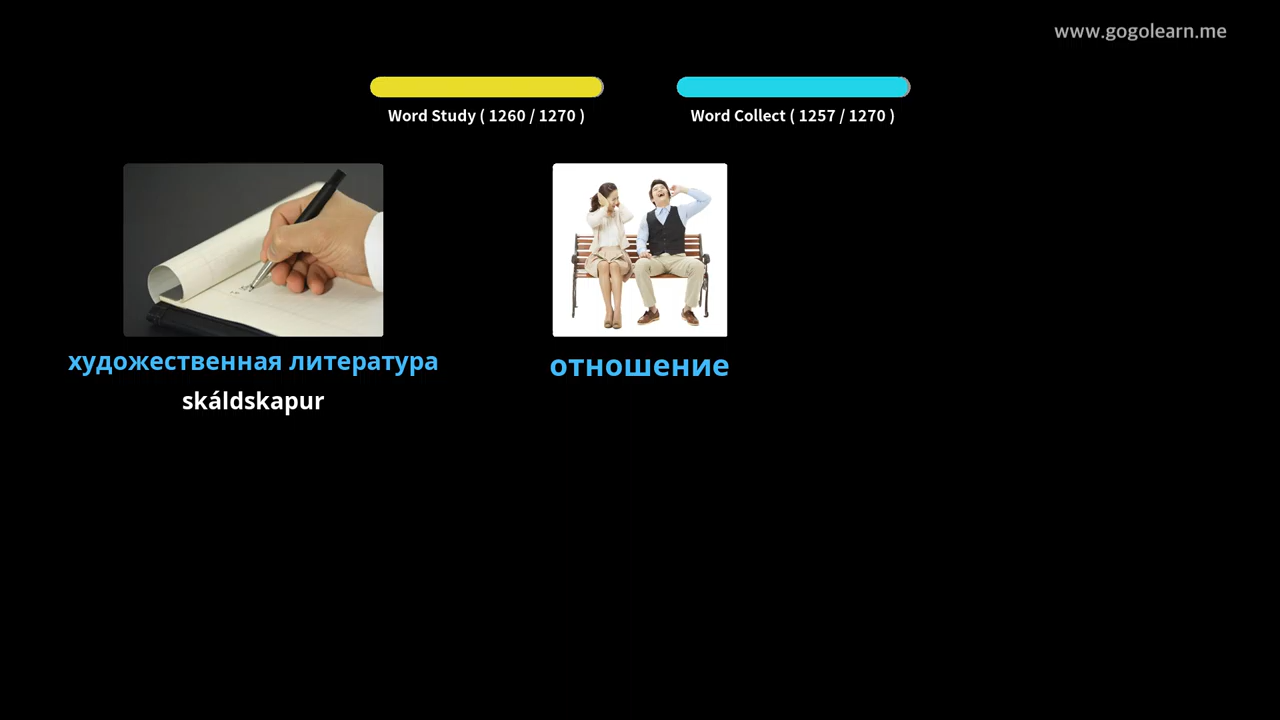 www.gogolearn.me
Word Study ( 1260 / 1270 )
Word Collect ( 1257 / 1270 )
художественная литература
skáldskapur
отношение